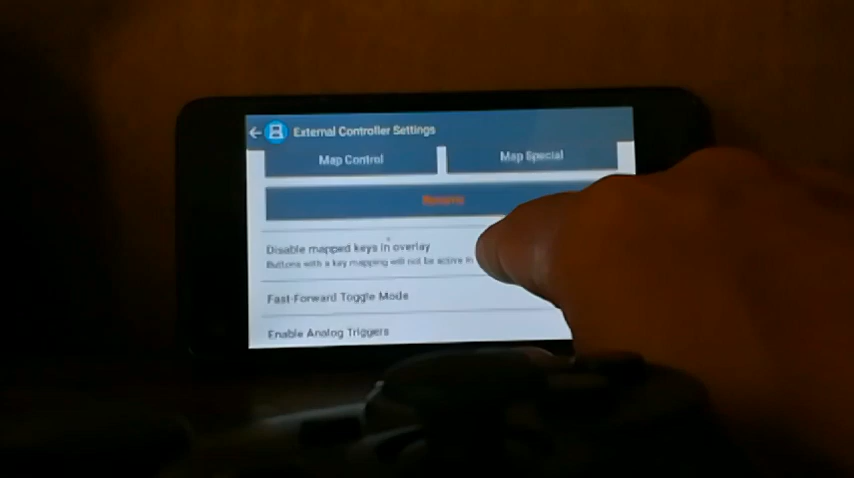 External Controller Settings
Map Control
Map Special
Disable mapped keys in overlay
Buttons with a key mapping will not be active in
Fast-Forward Toggle Mode
Enable Analog Triggers